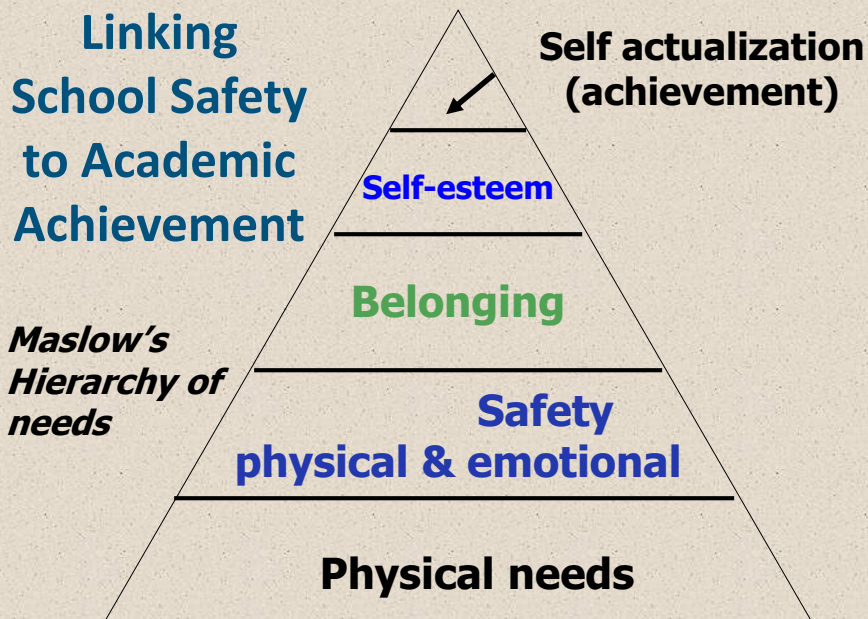 Linking
School Safety
to Academic
Achievement
Self actualization
(achievement)
Self-esteem
Belonging
Maslow's
Hierarchy of
needs
Safety
physical & emotional
Physical needs